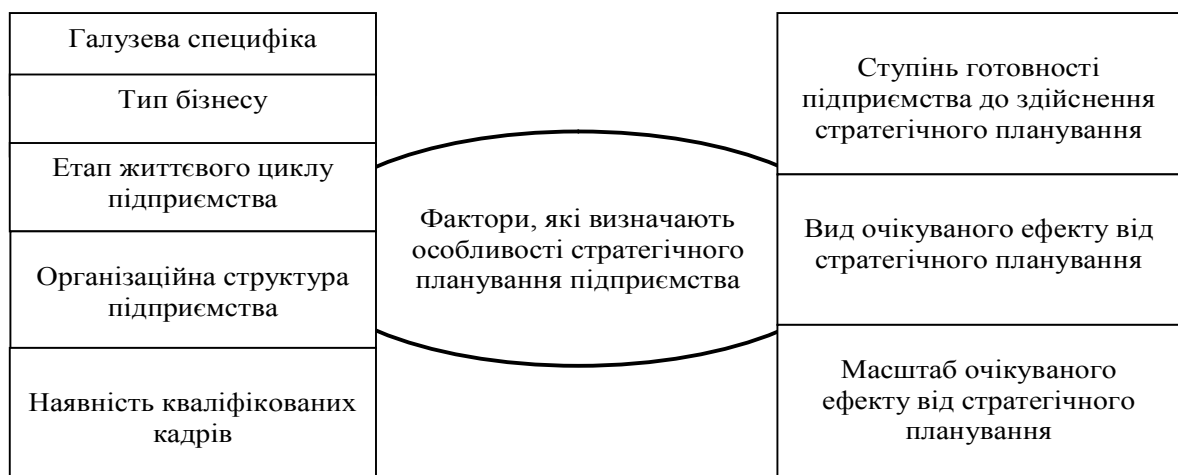 Галузева специфіка
Тип бізнесу
Етап життєвого циклу
підприємства
Організаційна структура
підприємства
Наявність кваліфікованих
кадрів
Фактори, які визначають
особливості стратегічного
планування підприємства
Ступінь готовності
підприємства до здійснення
стратегічного планування
Вид очікуваного ефекту від
стратегічного планування
Масштаб очікуваного
ефекту від стратегічного
планування